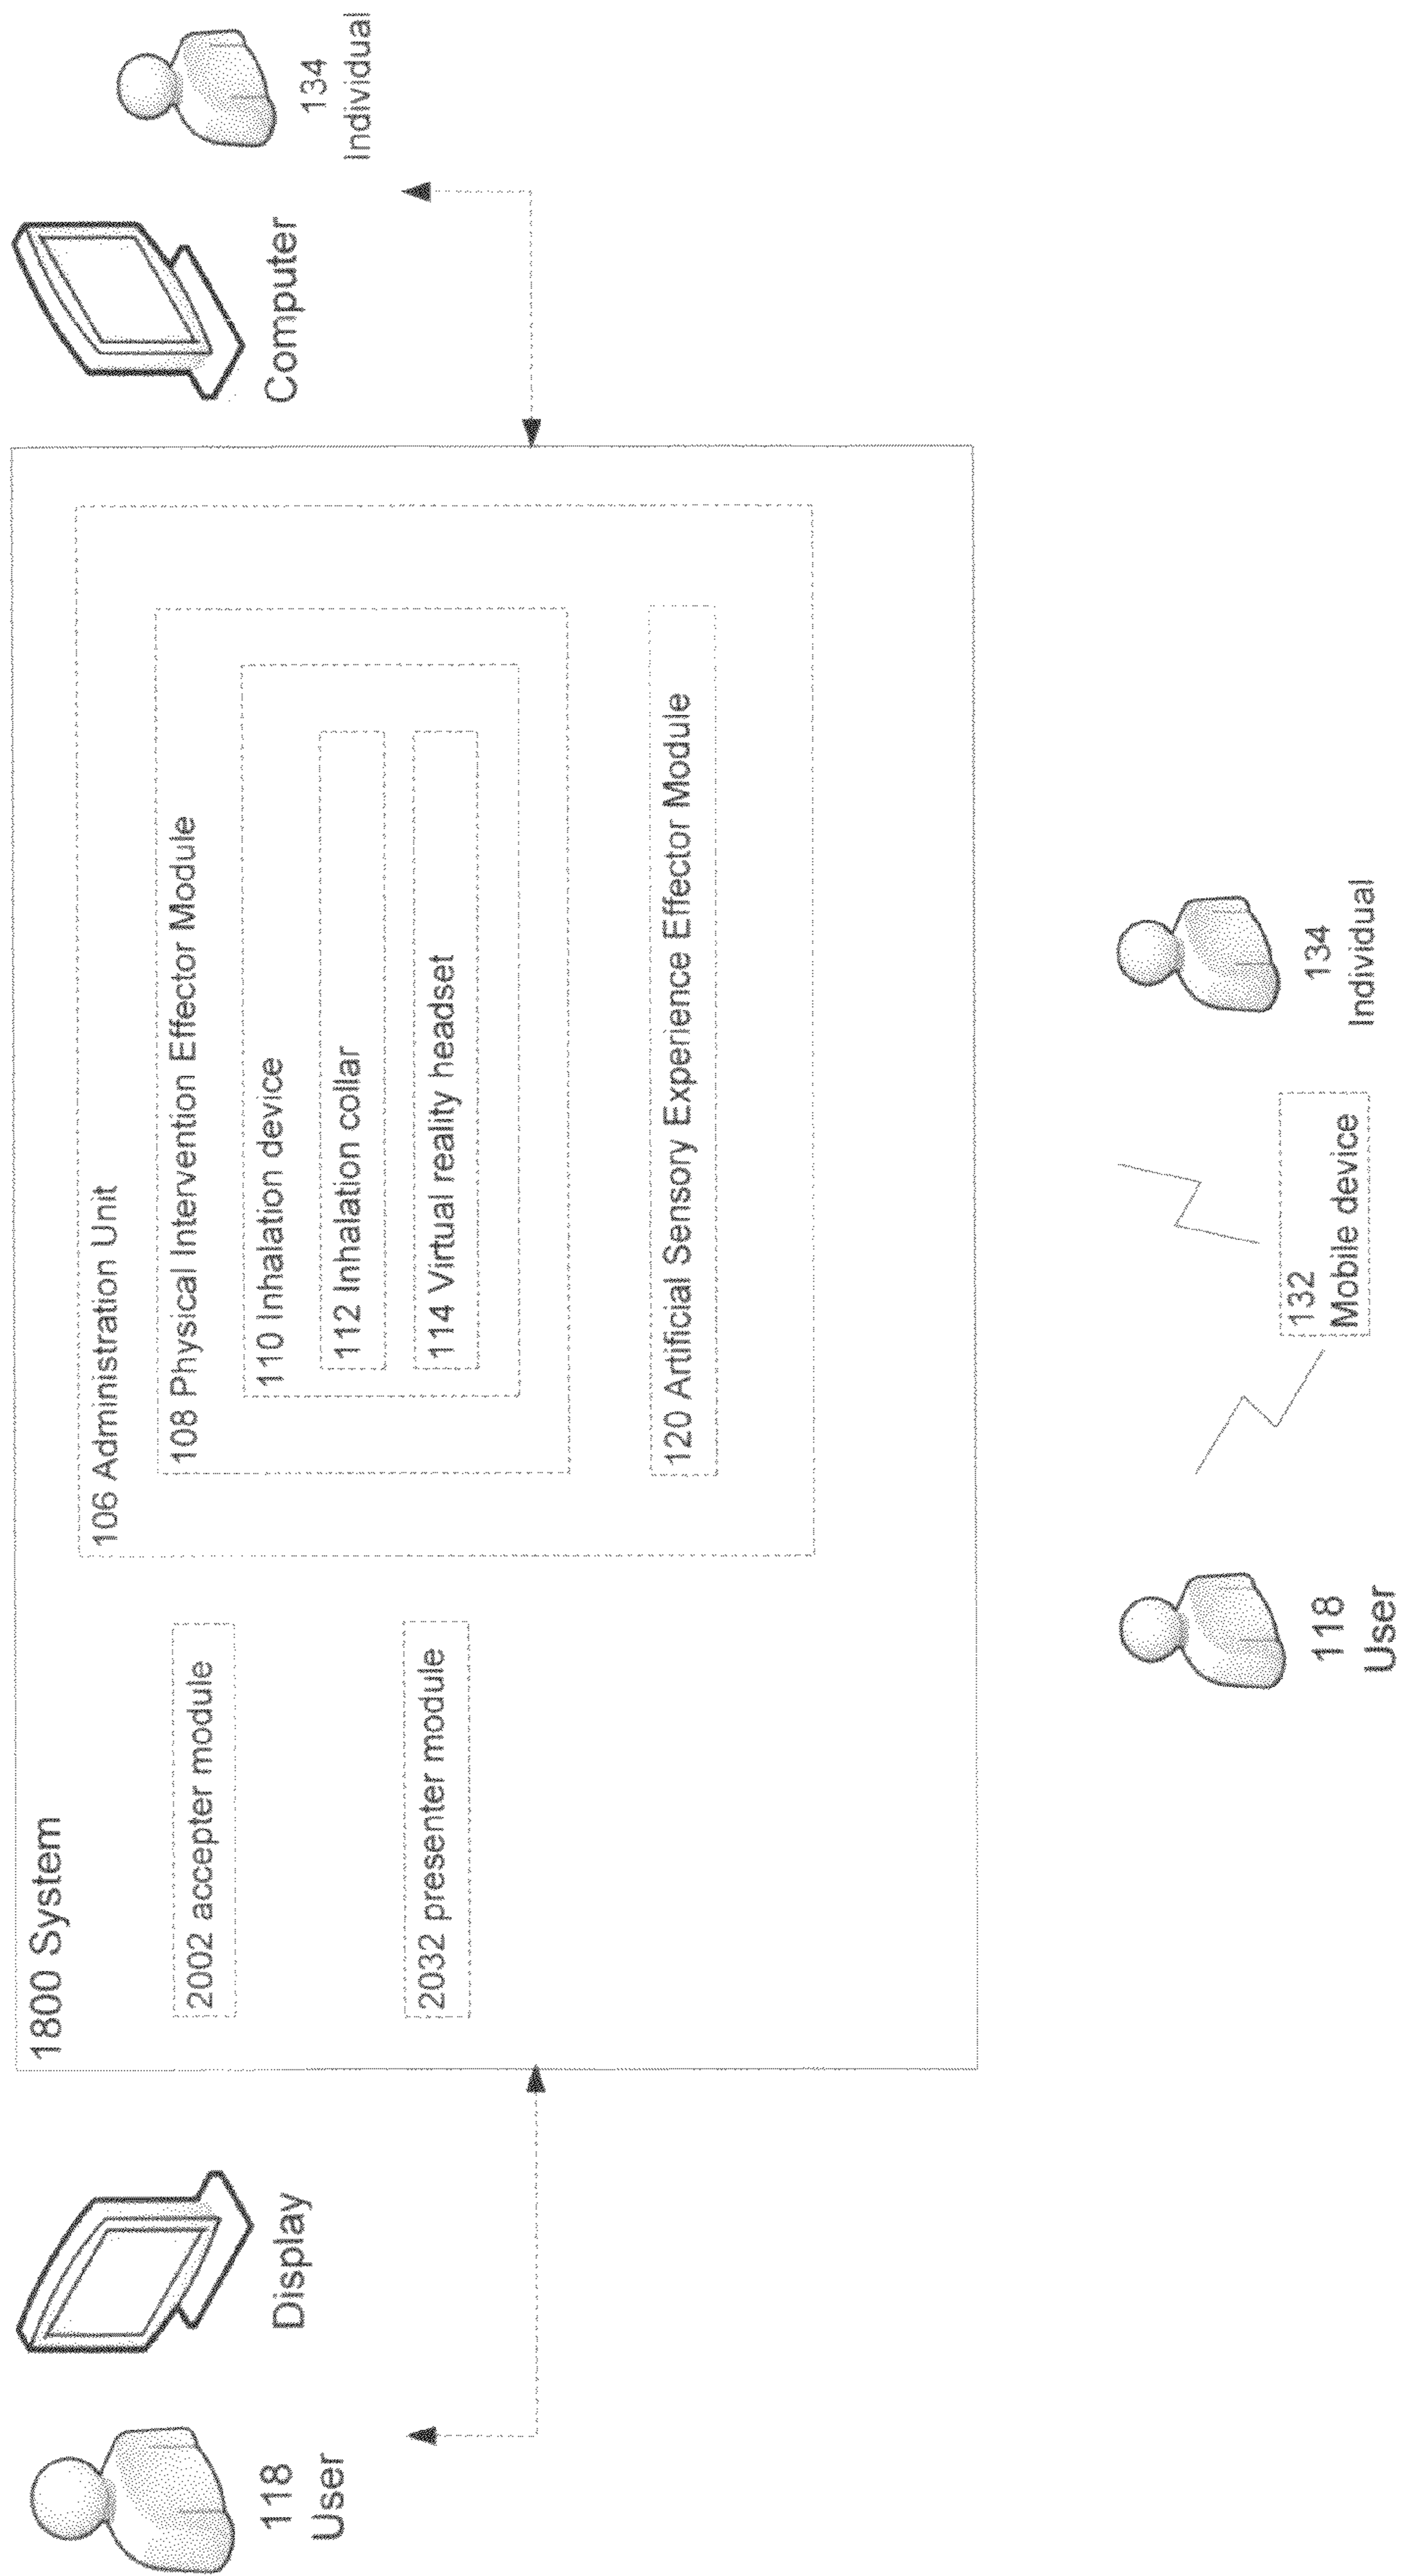 1800 System
106 Administration Unit
108 Physical Intervention Effector Module
2002 accepter module
110 Inhalation device
112 Inhalation collar
2032 presenter module
114 Virtual reality headset
120 Artificial Sensory Experience Effector Module
Display
Computer
118
User
134
Individual
118
User
132
Mobile device
134
Individual